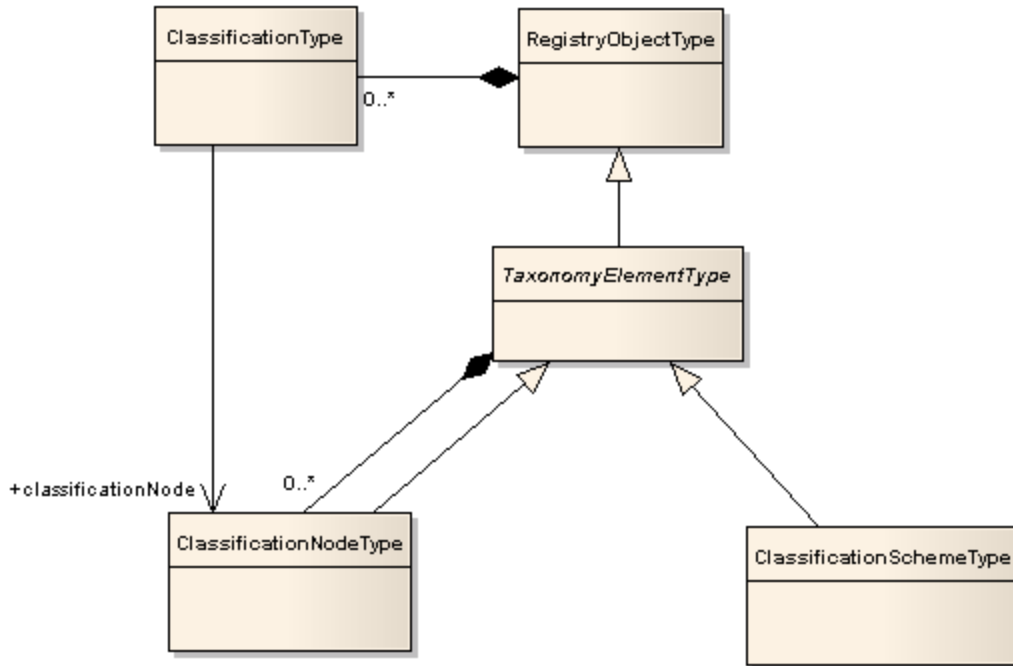 ClassificationType
RegistryObjectType
0..*
TaxonomyElementType
0..*
+classificationNode
ClassificationNodeType
ClassificationSchemeType